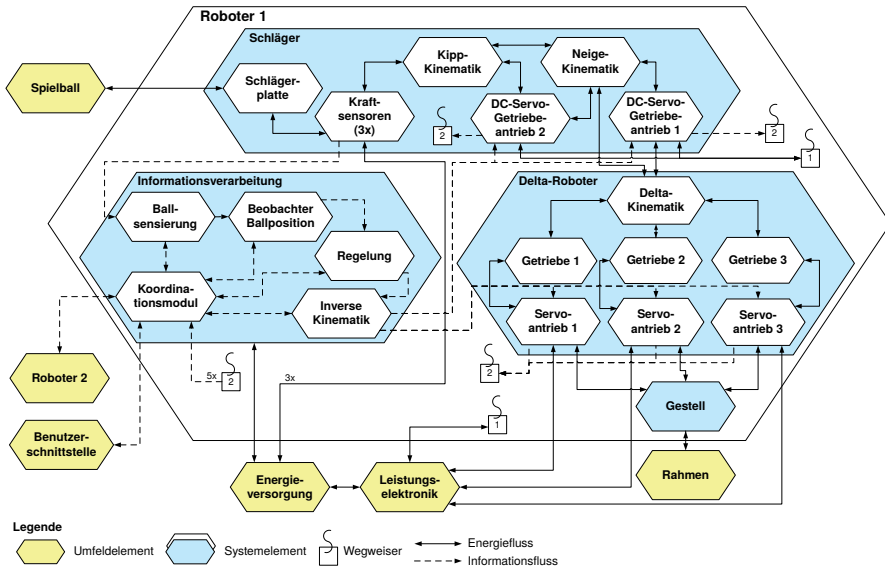 Roboter 1
Schläger
Spielball
Schläger-
platte
Kraft-
sensoren
(3x)
Kipp-
Kinematik
Neige-
Kinematik
DC-Servo-
Getriebe-
antrieb 2
DC-Servo-
Getriebe-
antrieb 1
2
2
1
Informationsverarbeitung
Ball-
sensierung
Beobachter
Ballposition
Regelung
Koordina-
tionsmodul
Inverse
Kinematik
Delta-Roboter
Delta-
Kinematik
Getriebe 1
Getriebe 2
Getriebe 3
Servo-
antrieb 1
Servo-
antrieb 2
Servo-
antrieb 3
5x
2
3x
2
1
Roboter 2
Benutzer-
schnittstelle
Gestell
Energie-
versorgung
Leistungs-
elektronik
Rahmen
Legende
Umfeldelement
Systemelement
Wegweiser
Energiefluss
Informationsfluss